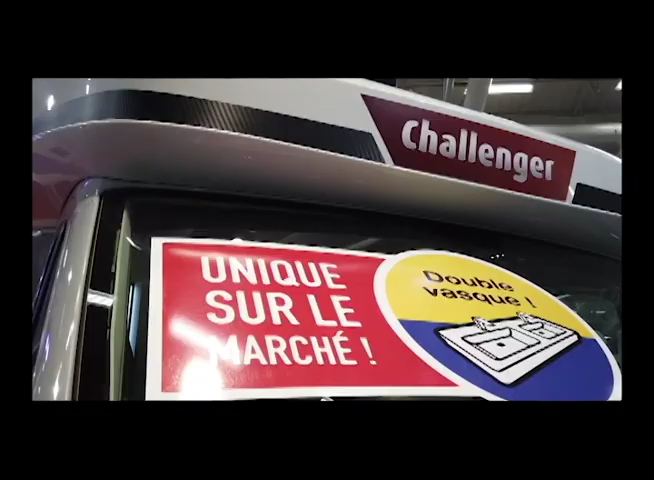 Challenger
UNIQUE
SUR LE
MARCHÉ !
Double
vasque !